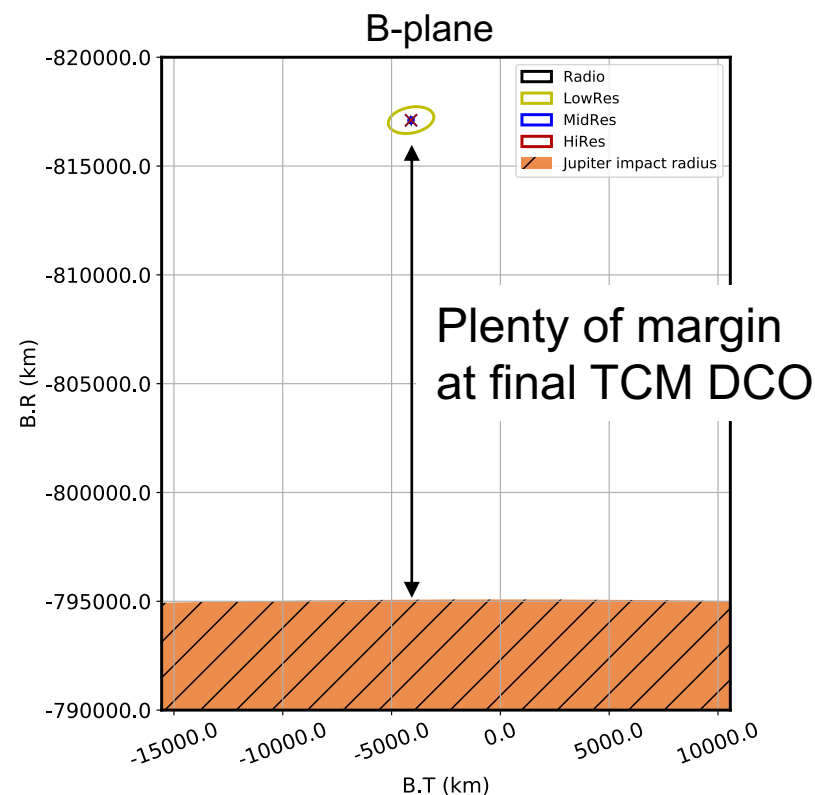 B-plane
-820000.0
-815000.0
-810000.0
-805000.0
-800000.0
-795000.0
-790000.0
B.R (km)
Radio
LowRes
MidRes
HiRes
Jupiter impact radius
Plenty of margin
at final TCM DCO
-15000.0
-10000.0
-5000.0
0.0
5000.0
10000.0
B.T (km)